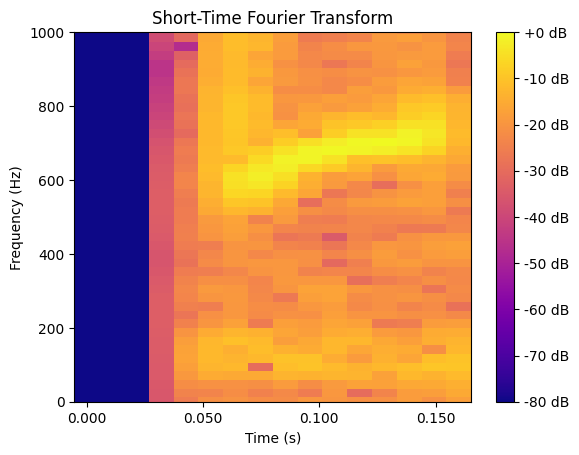 Short-Time Fourier Transform
1000
800
600
400
200
0
Frequency (Hz)
0.000
0.050
0.100
0.150
Time (s)
+0 dB
-10 dB
-20 dB
-30 dB
-40 dB
-50 dB
-60 dB
-70 dB
-80 dB